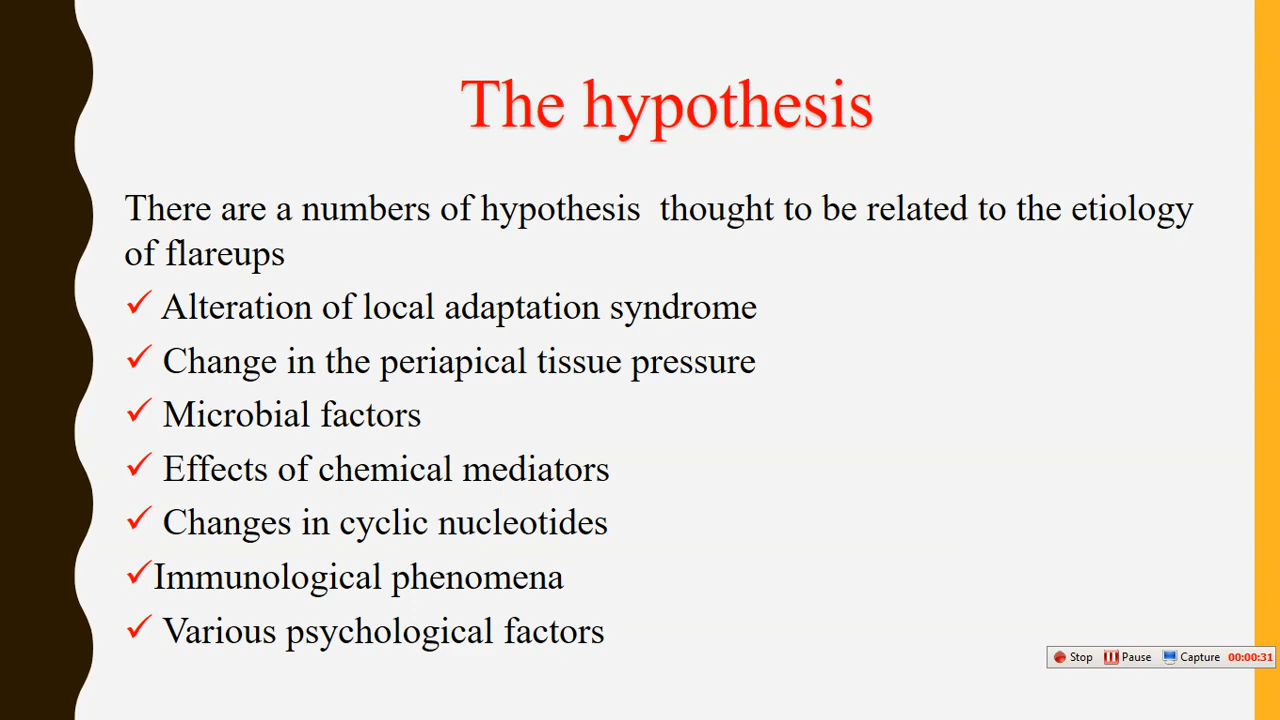 The hypothesis
There are a numbers of hypothesis thought to be related to the etiology
of flareups
✓ Alteration of local adaptation syndrome
✓ Change in the periapical tissue pressure
✓ Microbial factors
✓ Effects of chemical mediators
✓ Changes in cyclic nucleotides
✓Immunological phenomena
✓ Various psychological factors
Stop Pause Capture 00:00:31